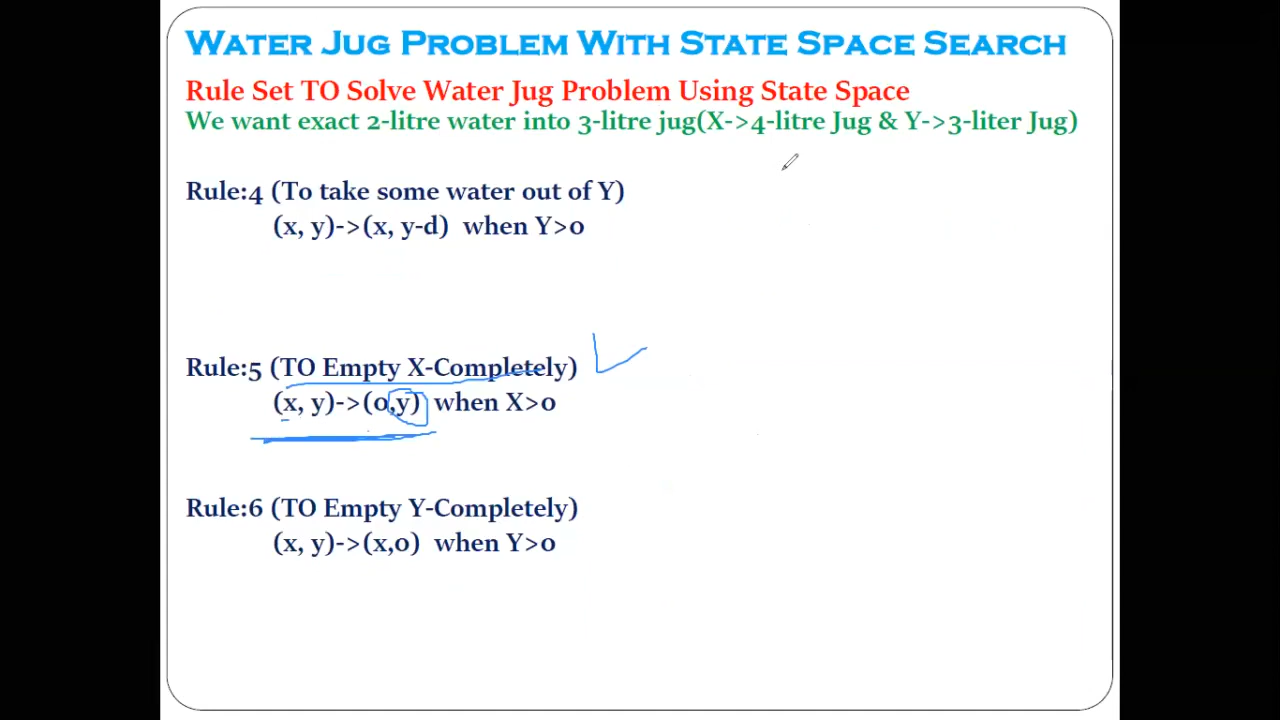 Water Jug Problem With State Space Search
Rule Set TO Solve Water Jug Problem Using State Space
We want exact 2-litre water into 3-litre jug(X->4-litre Jug & Y->3-liter Jug)
Rule:4 (To take some water out of Y)
(x, y)->(x, y-d) when Y>0
Rule:5 (TO Empty X-Completely)
(x, y)->(0,y) when X>0
Rule:6 (TO Empty Y-Completely)
(x, y)->(x,0) when Y>0